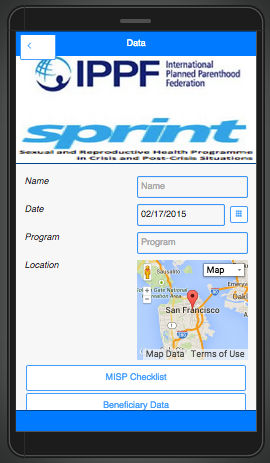 Data
IPPF International
Planned Parenthood
Federation
sprint
Sexual and Reproductive Health Programme
in Crisis and Post-Crisis Situations
Name
Name
Date
02/17/2015
Program
Program
Location
Map
Sausalito
San Francisco
1
Map Data Terms of Use
MISP Checklist
Beneficiary Data